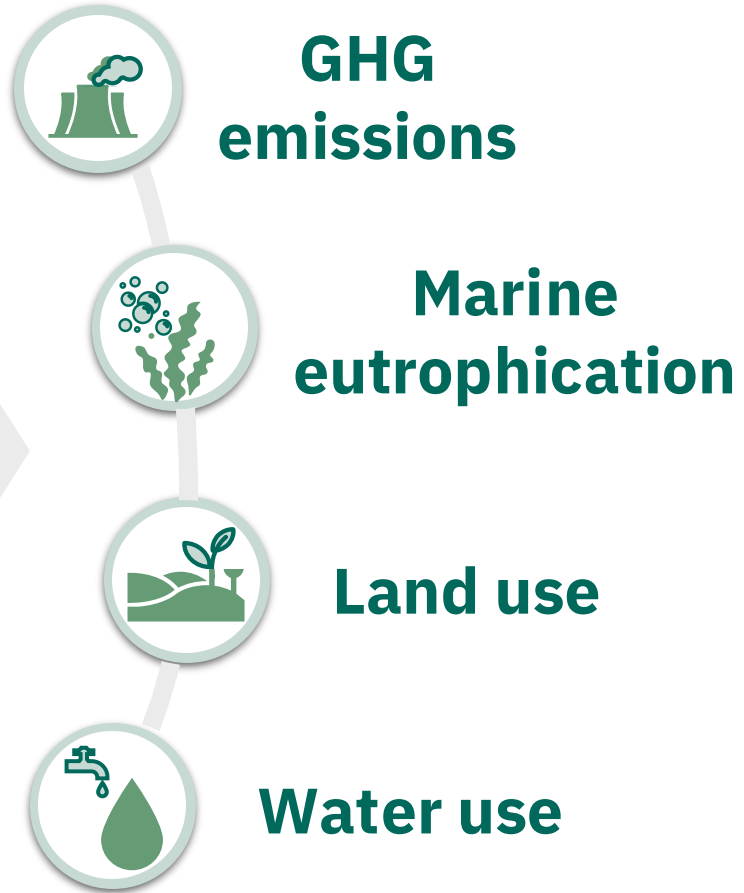 GHG
emissions
Marine
eutrophication
Land use
Water use